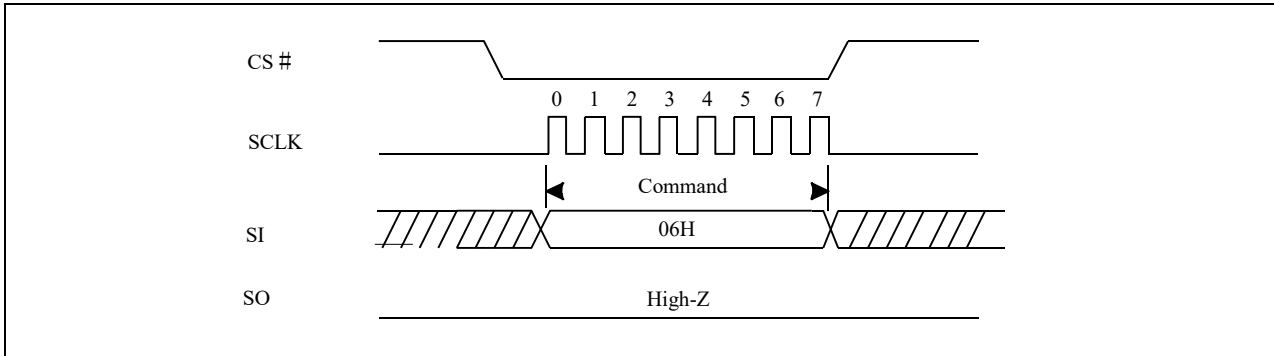 CS #
0 1 2 3 4 5 6 7
SCLK
Command
SI
06H
SO
High-Z